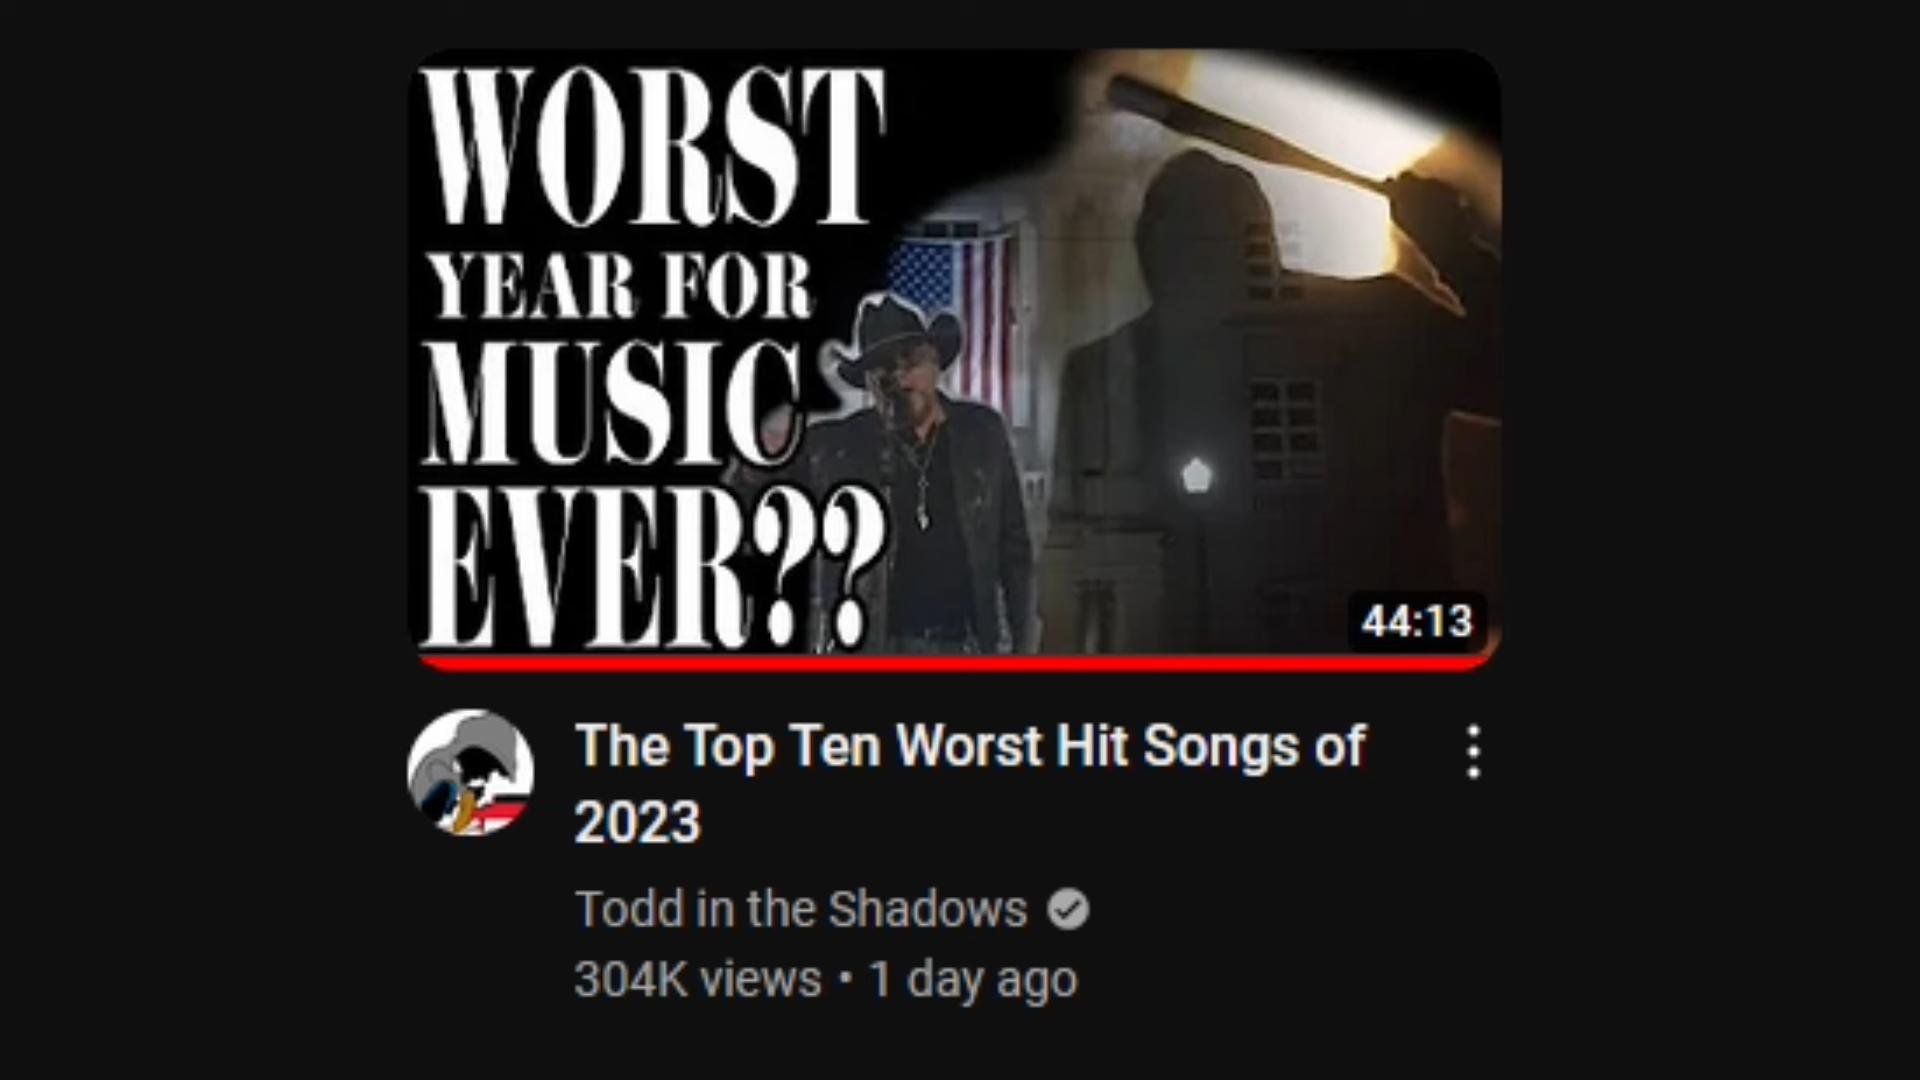 WORST
YEAR FOR
MUSIC
EVER??
44:13
The Top Ten Worst Hit Songs of
2023
Todd in the Shadows
304K views • 1 day ago